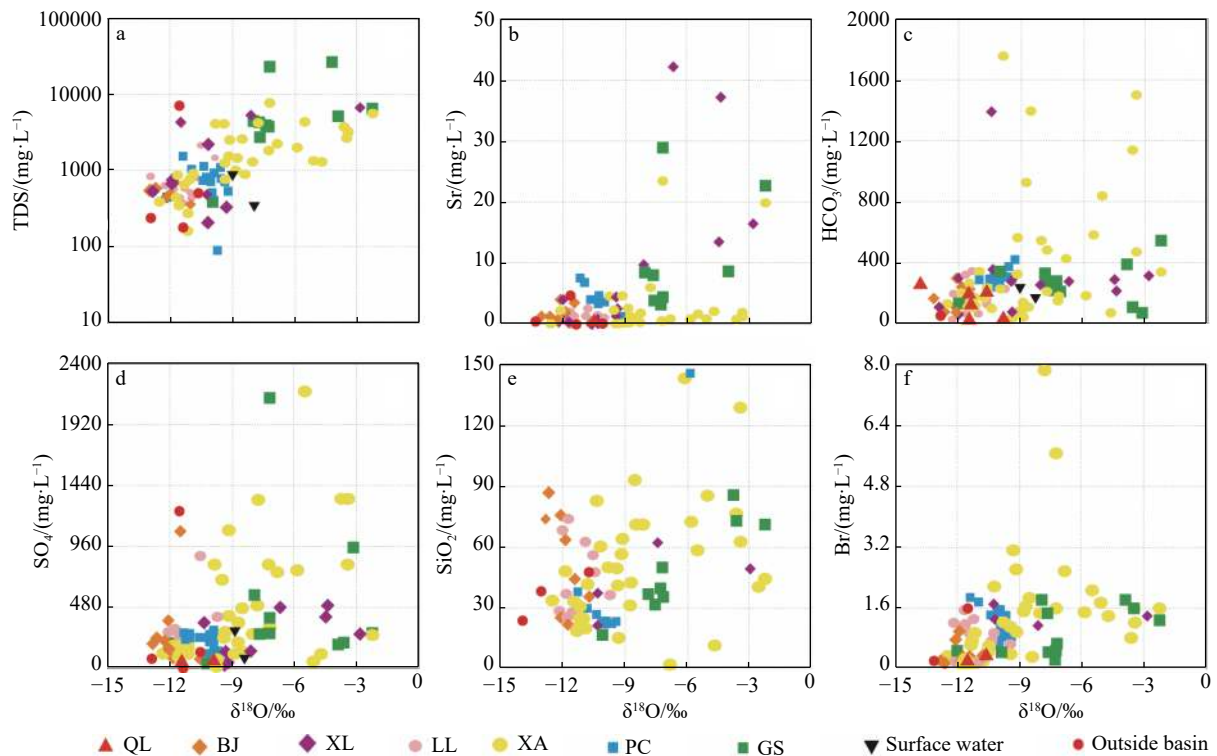 a
TDS/(mg·L⁻¹)
100000
10000
1000
100
10
b
Sr/(mg·L⁻¹)
50
40
30
20
10
0
c
HCO₃/(mg·L⁻¹)
2000
1600
1200
800
400
0
d
SO₄/(mg·L⁻¹)
2400
1920
1440
960
480
0
−15 −12 −9 −6 −3 0
δ¹⁸O/‰
e
SiO₂/(mg·L⁻¹)
150
120
90
60
30
0
−15 −12 −9 −6 −3 0
δ¹⁸O/‰
f
Br/(mg·L⁻¹)
8.0
6.4
4.8
3.2
1.6
0
−15 −12 −9 −6 −3 0
δ¹⁸O/‰
QL BJ XL LL XA PC GS Surface water Outside basin